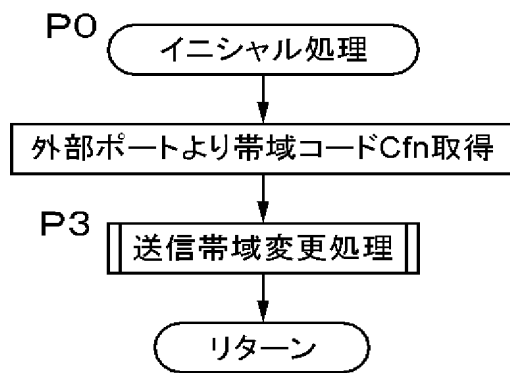 P0
イニシャル処理
外部ポートより帯域コードCfn取得
P3
送信帯域変更処理
リターン